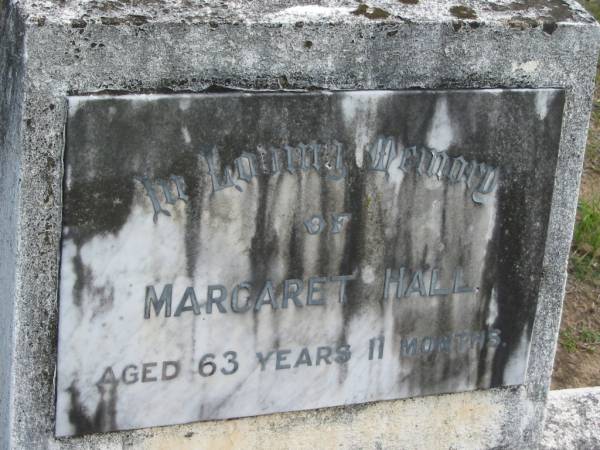 In Loving Memory
OF
MARGARET HALL.
AGED 63 YEARS 11 MONTHS.